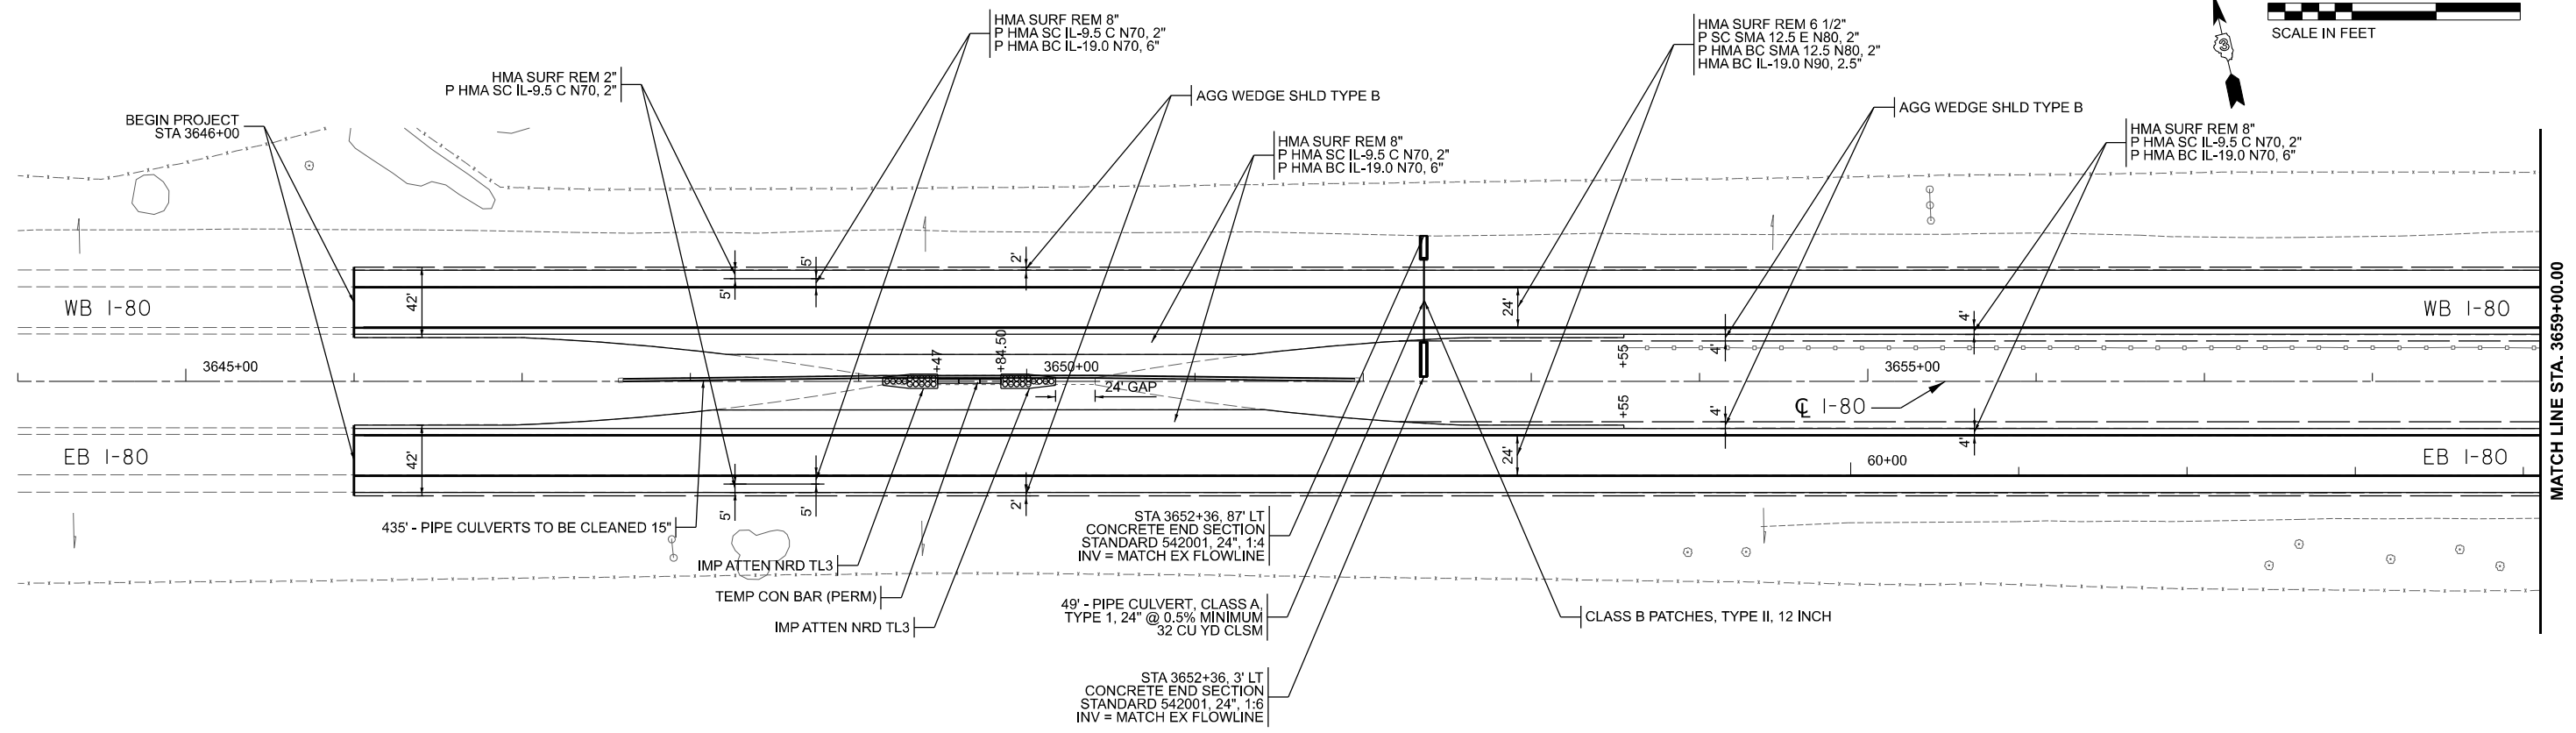 HMA SURF REM 8"
P HMA SC IL-9.5 C N70, 2"
P HMA BC IL-19.0 N70, 6"
HMA SURF REM 6 1/2"
P SC SMA 12.5 E N80, 2"
P HMA BC SMA 12.5 N80, 2"
HMA BC IL-19.0 N90, 2.5"
3
SCALE IN FEET
HMA SURF REM 2"
P HMA SC IL-9.5 C N70, 2"
AGG WEDGE SHLD TYPE B
AGG WEDGE SHLD TYPE B
BEGIN PROJECT
STA 3646+00
HMA SURF REM 8"
P HMA SC IL-9.5 C N70, 2"
P HMA BC IL-19.0 N70, 6"
HMA SURF REM 8"
P HMA SC IL-9.5 C N70, 2"
P HMA BC IL-19.0 N70, 6"
5'
5'
2'
42'
24'
4'
4'
WB I-80
WB I-80
3645+00
+47
+84.50
3650+00
24' GAP
+55
3655+00
+55
℄ I-80
4'
4'
42'
24'
EB I-80
60+00
EB I-80
5'
5'
2'
MATCH LINE STA. 3659+00.00
435' - PIPE CULVERTS TO BE CLEANED 15"
IMP ATTEN NRD TL3
TEMP CON BAR (PERM)
IMP ATTEN NRD TL3
STA 3652+36, 87' LT
CONCRETE END SECTION
STANDARD 542001, 24", 1:4
INV = MATCH EX FLOWLINE
49' - PIPE CULVERT, CLASS A,
TYPE 1, 24" @ 0.5% MINIMUM
32 CU YD CLSM
CLASS B PATCHES, TYPE II, 12 INCH
STA 3652+36, 3' LT
CONCRETE END SECTION
STANDARD 542001, 24", 1:6
INV = MATCH EX FLOWLINE